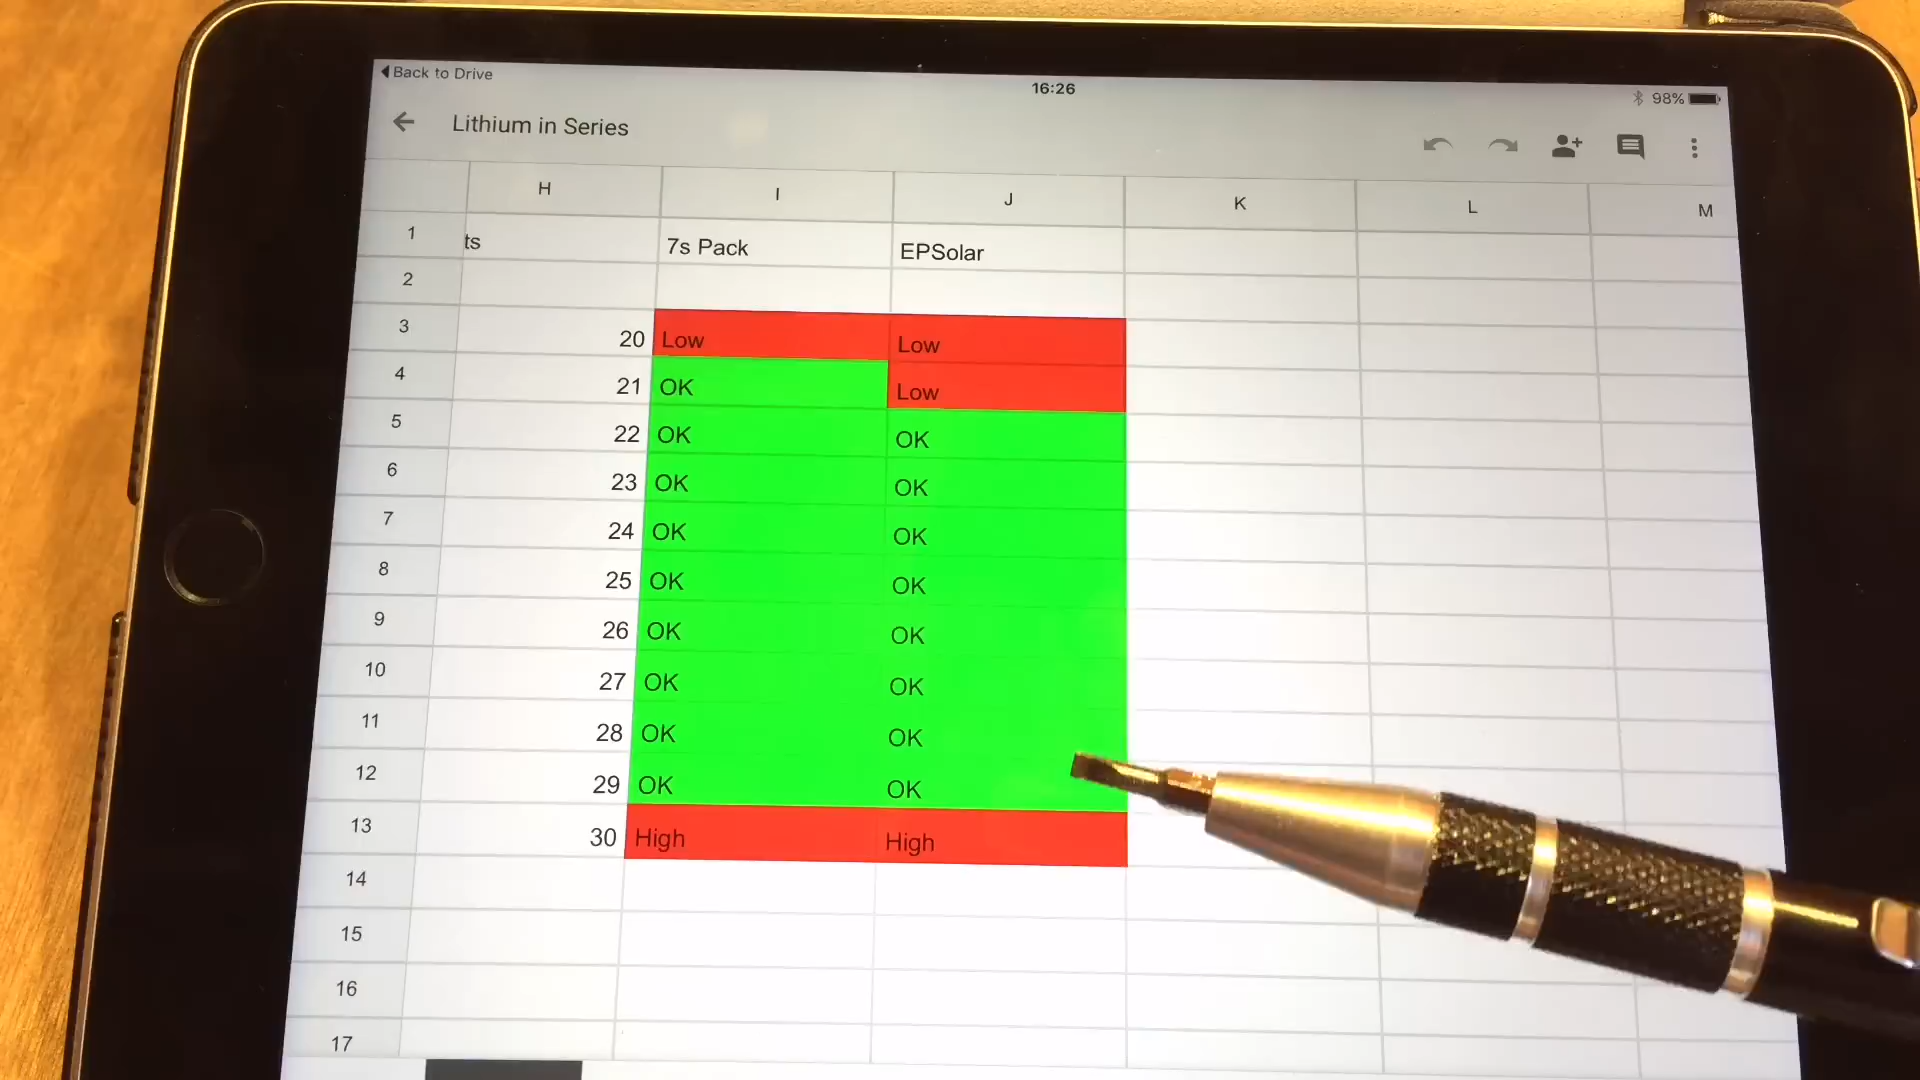 Back to Drive
16:26
98%
Lithium in Series
H I J K L M
1 ts 7s Pack EPSolar
2
3 20 Low Low
4 21 OK Low
5 22 OK OK
6 23 OK OK
7 24 OK OK
8 25 OK OK
9 26 OK OK
10 27 OK OK
11 28 OK OK
12 29 OK OK
13 30 High High
14
15
16
17